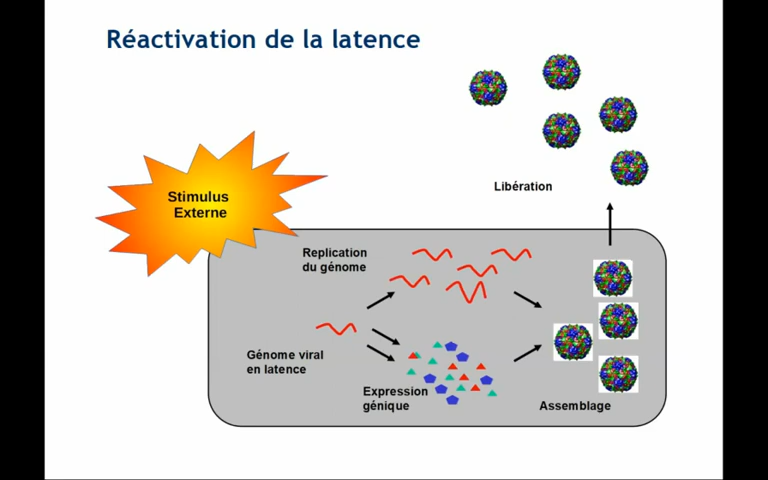 Réactivation de la latence
Stimulus
Externe
Libération
Replication
du génome
Génome viral
en latence
Expression
génique
Assemblage